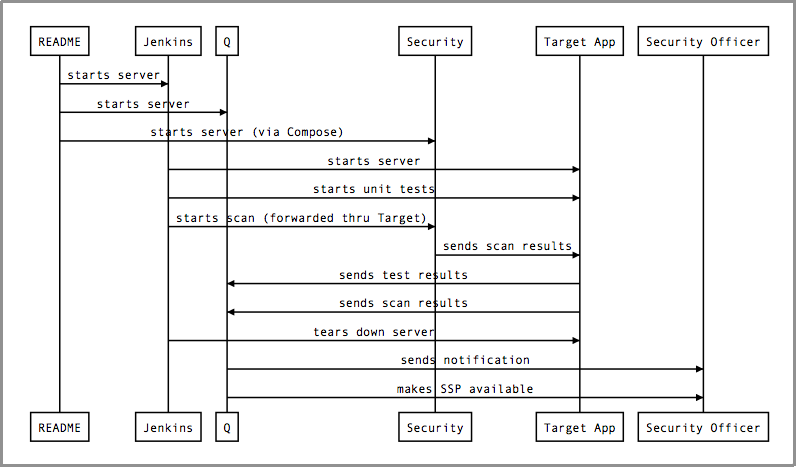 README Jenkins Q Security Target App Security Officer
starts server
starts server
starts server (via Compose)
starts server
starts unit tests
starts scan (forwarded thru Target)
sends scan results
sends test results
sends scan results
tears down server
sends notification
makes SSP available
README Jenkins Q Security Target App Security Officer